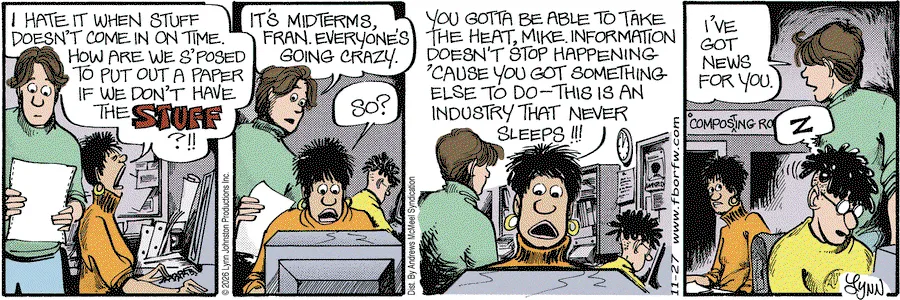 I HATE IT WHEN STUFF
DOESN'T COME IN ON TIME.
HOW ARE WE S'POSED
TO PUT OUT A PAPER
IF WE DON'T HAVE
THE STUFF
?!!
© 2026 Lynn Johnston Productions Inc.
IT'S MIDTERMS,
FRAN. EVERYONE'S
GOING CRAZY.
SO?
Dist. By Andrews McMeel Syndication
YOU GOTTA BE ABLE TO TAKE
THE HEAT, MIKE. INFORMATION
DOESN'T STOP HAPPENING
'CAUSE YOU GOT SOMETHING
ELSE TO DO—THIS IS AN
INDUSTRY THAT NEVER
SLEEPS !!!
www.fborfw.com
11-27
I'VE
GOT
NEWS
FOR YOU.
"COMPOSING RO
Z
LYNN